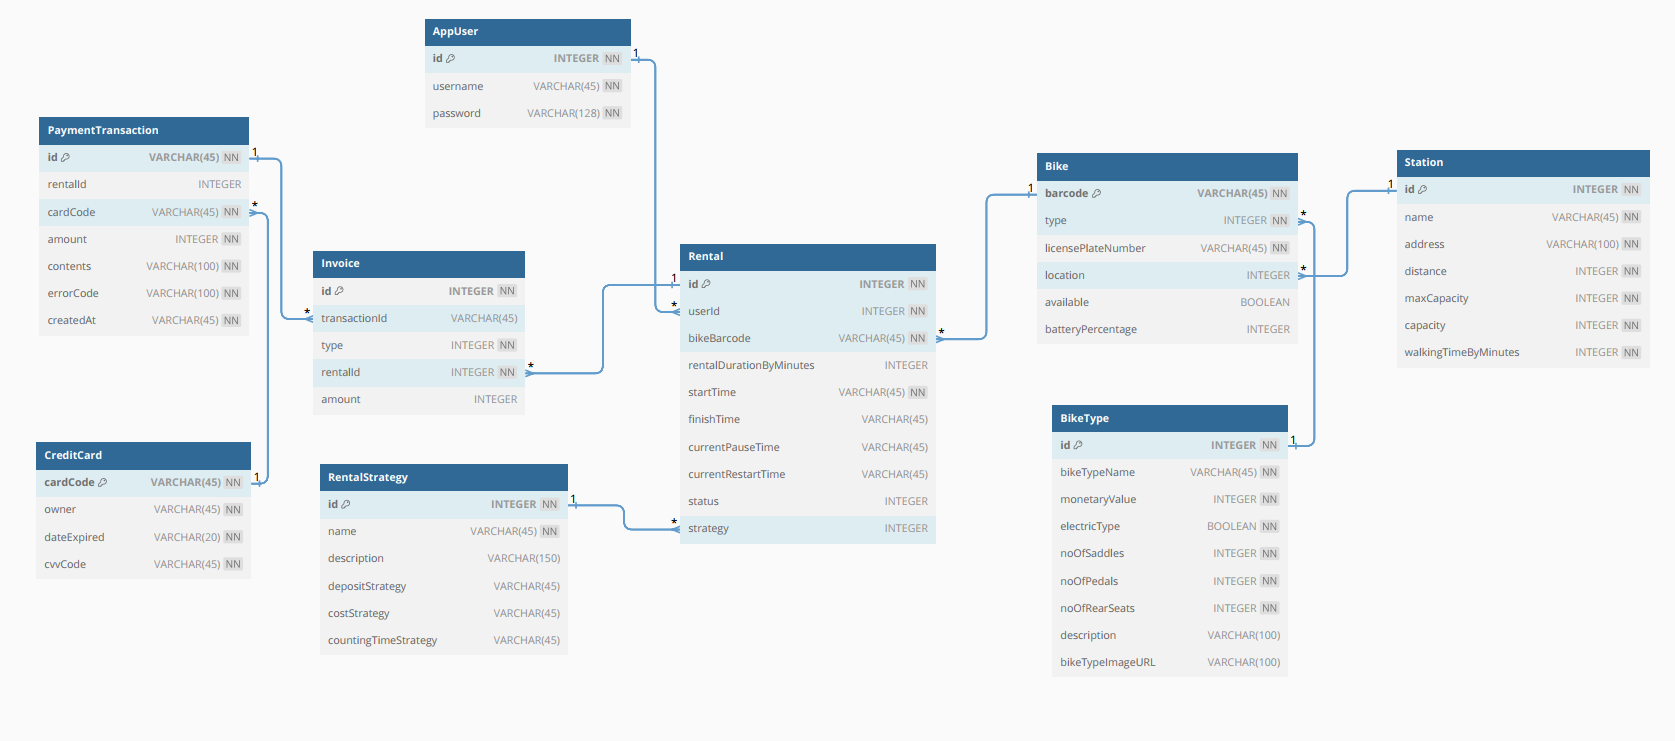 AppUser
id INTEGER NN
username VARCHAR(45) NN
password VARCHAR(128) NN
1
*
PaymentTransaction
id VARCHAR(45) NN
rentalId INTEGER
cardCode VARCHAR(45) NN
amount INTEGER NN
contents VARCHAR(100) NN
errorCode VARCHAR(100) NN
createdAt VARCHAR(45) NN
1
*
*
1
Invoice
id INTEGER NN
transactionId VARCHAR(45)
type INTEGER NN
rentalId INTEGER NN
amount INTEGER
*
1
CreditCard
cardCode VARCHAR(45) NN
owner VARCHAR(45) NN
dateExpired VARCHAR(20) NN
cvvCode VARCHAR(45) NN
RentalStrategy
id INTEGER NN
name VARCHAR(45) NN
description VARCHAR(150)
depositStrategy VARCHAR(45)
costStrategy VARCHAR(45)
countingTimeStrategy VARCHAR(45)
1
*
Rental
id INTEGER NN
userId INTEGER NN
bikeBarcode VARCHAR(45) NN
rentalDurationByMinutes INTEGER
startTime VARCHAR(45) NN
finishTime VARCHAR(45)
currentPauseTime VARCHAR(45)
currentRestartTime VARCHAR(45)
status INTEGER
strategy INTEGER
*
1
Bike
barcode VARCHAR(45) NN
type INTEGER NN
licensePlateNumber VARCHAR(45) NN
location INTEGER
available BOOLEAN
batteryPercentage INTEGER
*
*
1
1
Station
id INTEGER NN
name VARCHAR(45) NN
address VARCHAR(100) NN
distance INTEGER NN
maxCapacity INTEGER NN
capacity INTEGER NN
walkingTimeByMinutes INTEGER NN
BikeType
id INTEGER NN
bikeTypeName VARCHAR(45) NN
monetaryValue INTEGER NN
electricType BOOLEAN NN
noOfSaddles INTEGER NN
noOfPedals INTEGER NN
noOfRearSeats INTEGER NN
description VARCHAR(100)
bikeTypeImageURL VARCHAR(100)